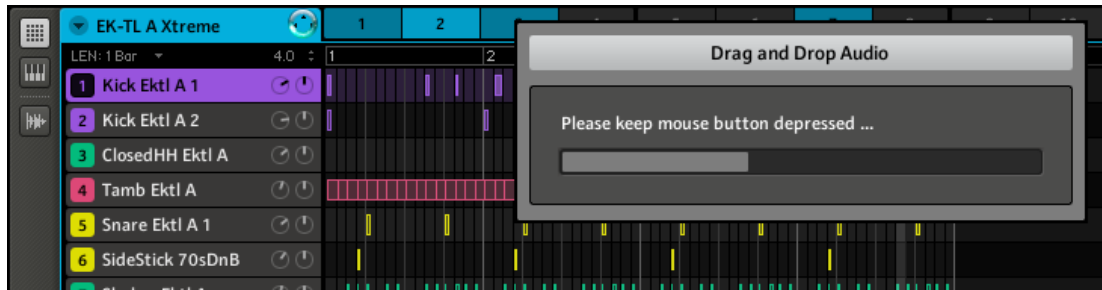 EK-TL A Xtreme
1
2
LEN: 1 Bar
4.0
1
2
1 Kick Ektl A 1
2 Kick Ektl A 2
3 ClosedHH Ektl A
4 Tamb Ektl A
5 Snare Ektl A 1
6 SideStick 70sDnB
Drag and Drop Audio
Please keep mouse button depressed ...